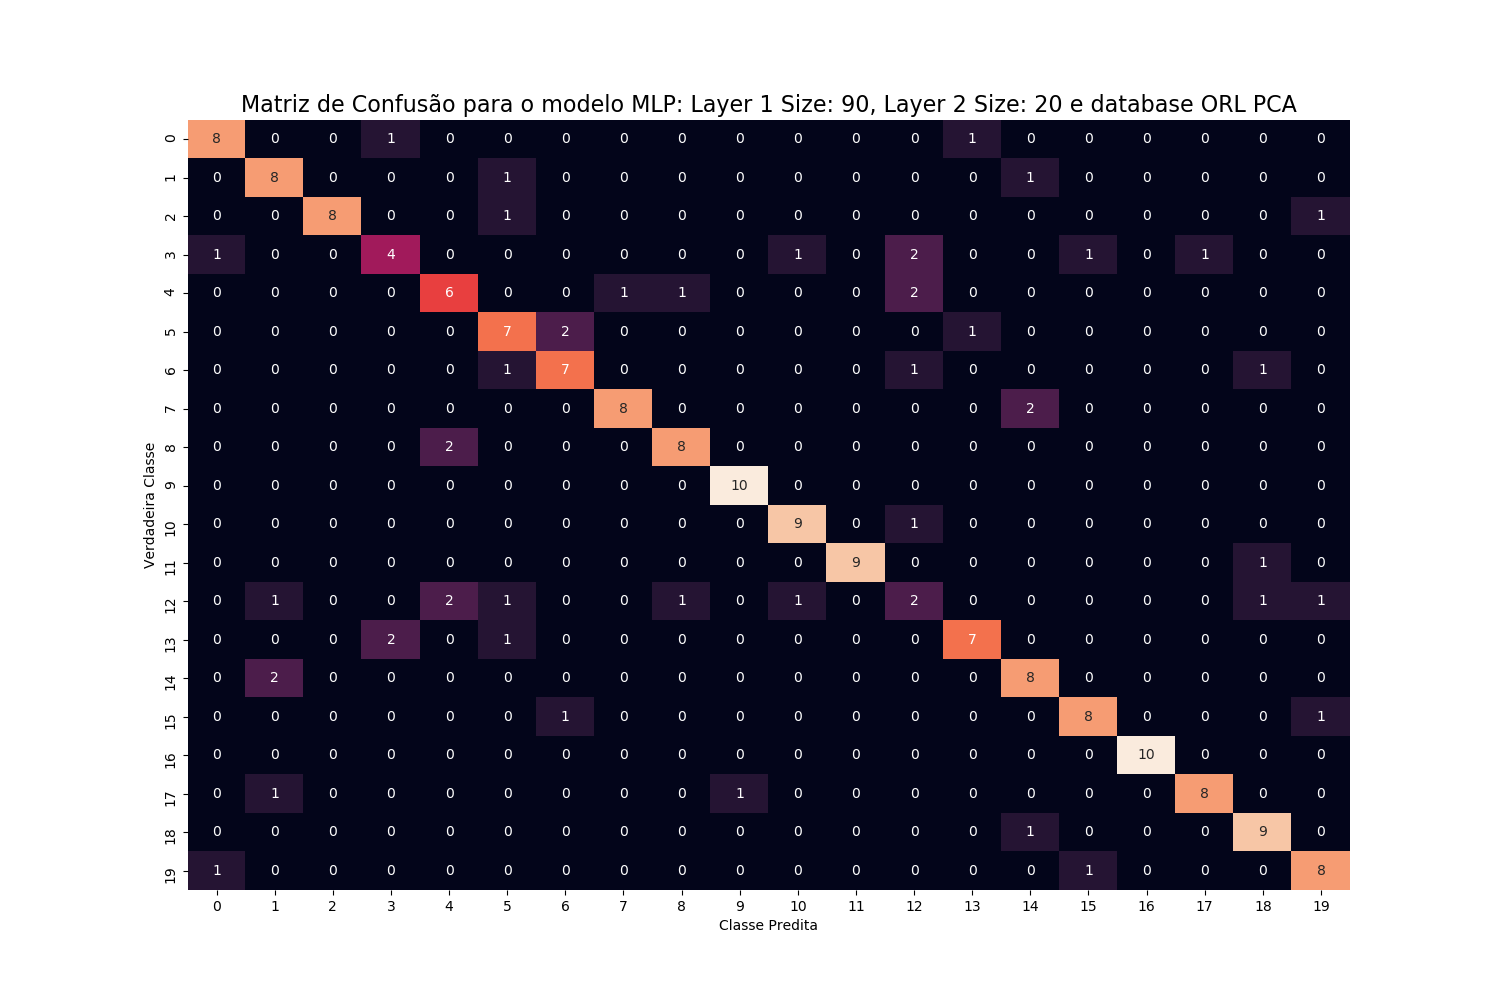 Matriz de Confusão para o modelo MLP: Layer 1 Size: 90, Layer 2 Size: 20 e database ORL PCA
Verdadeira Classe
0 8 0 0 1 0 0 0 0 0 0 0 0 0 1 0 0 0 0 0 0
1 0 8 0 0 0 1 0 0 0 0 0 0 0 0 1 0 0 0 0 0
2 0 0 8 0 0 1 0 0 0 0 0 0 0 0 0 0 0 0 0 1
3 1 0 0 4 0 0 0 0 0 0 1 0 2 0 0 1 0 1 0 0
4 0 0 0 0 6 0 0 1 1 0 0 0 2 0 0 0 0 0 0 0
5 0 0 0 0 0 7 2 0 0 0 0 0 0 1 0 0 0 0 0 0
6 0 0 0 0 0 1 7 0 0 0 0 0 1 0 0 0 0 0 1 0
7 0 0 0 0 0 0 0 8 0 0 0 0 0 0 2 0 0 0 0 0
8 0 0 0 0 2 0 0 0 8 0 0 0 0 0 0 0 0 0 0 0
9 0 0 0 0 0 0 0 0 0 10 0 0 0 0 0 0 0 0 0 0
10 0 0 0 0 0 0 0 0 0 0 9 0 1 0 0 0 0 0 0 0
11 0 0 0 0 0 0 0 0 0 0 0 9 0 0 0 0 0 0 1 0
12 0 1 0 0 2 1 0 0 1 0 1 0 2 0 0 0 0 0 1 1
13 0 0 0 2 0 1 0 0 0 0 0 0 0 7 0 0 0 0 0 0
14 0 2 0 0 0 0 0 0 0 0 0 0 0 0 8 0 0 0 0 0
15 0 0 0 0 0 0 1 0 0 0 0 0 0 0 0 8 0 0 0 1
16 0 0 0 0 0 0 0 0 0 0 0 0 0 0 0 0 10 0 0 0
17 0 1 0 0 0 0 0 0 0 1 0 0 0 0 0 0 0 8 0 0
18 0 0 0 0 0 0 0 0 0 0 0 0 0 0 1 0 0 0 9 0
19 1 0 0 0 0 0 0 0 0 0 0 0 0 0 0 1 0 0 0 8
0 1 2 3 4 5 6 7 8 9 10 11 12 13 14 15 16 17 18 19
Classe Predita